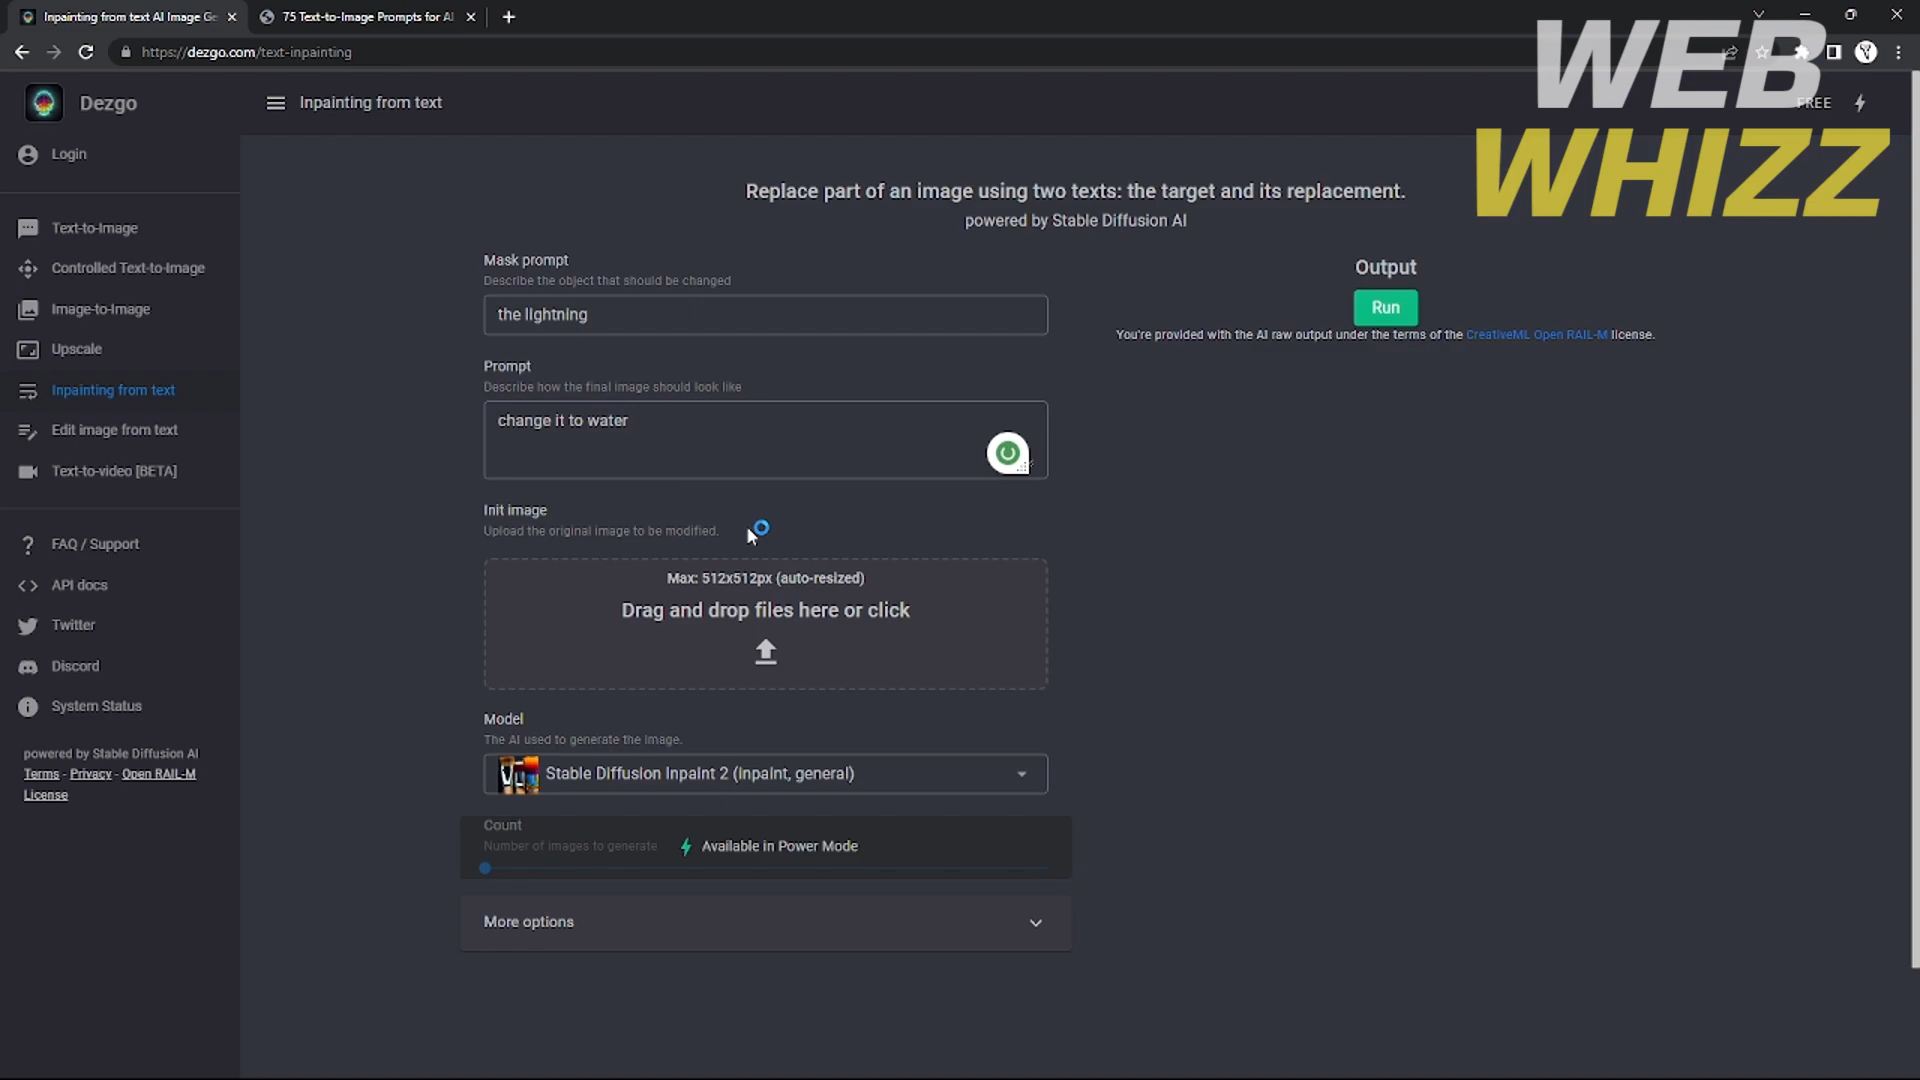 Inpainting from text AI Image Ge
75 Text-to-Image Prompts for AI
https://dezgo.com/text-inpainting
WEB
WHIZZ
Dezgo
Inpainting from text
FREE
Login
Text-to-Image
Controlled Text-to-Image
Image-to-Image
Upscale
Inpainting from text
Edit image from text
Text-to-video [BETA]
FAQ / Support
API docs
Twitter
Discord
System Status
powered by Stable Diffusion AI
Terms - Privacy - Open RAIL-M
License
Replace part of an image using two texts: the target and its replacement.
powered by Stable Diffusion AI
Mask prompt
Describe the object that should be changed
the lightning
Prompt
Describe how the final image should look like
change it to water
Init image
Upload the original image to be modified.
Max: 512x512px (auto-resized)
Drag and drop files here or click
Model
The AI used to generate the image.
Stable Diffusion Inpaint 2 (inpaint, general)
Count
Number of images to generate
Available in Power Mode
More options
Output
Run
You're provided with the AI raw output under the terms of the CreativeML Open RAIL-M license.